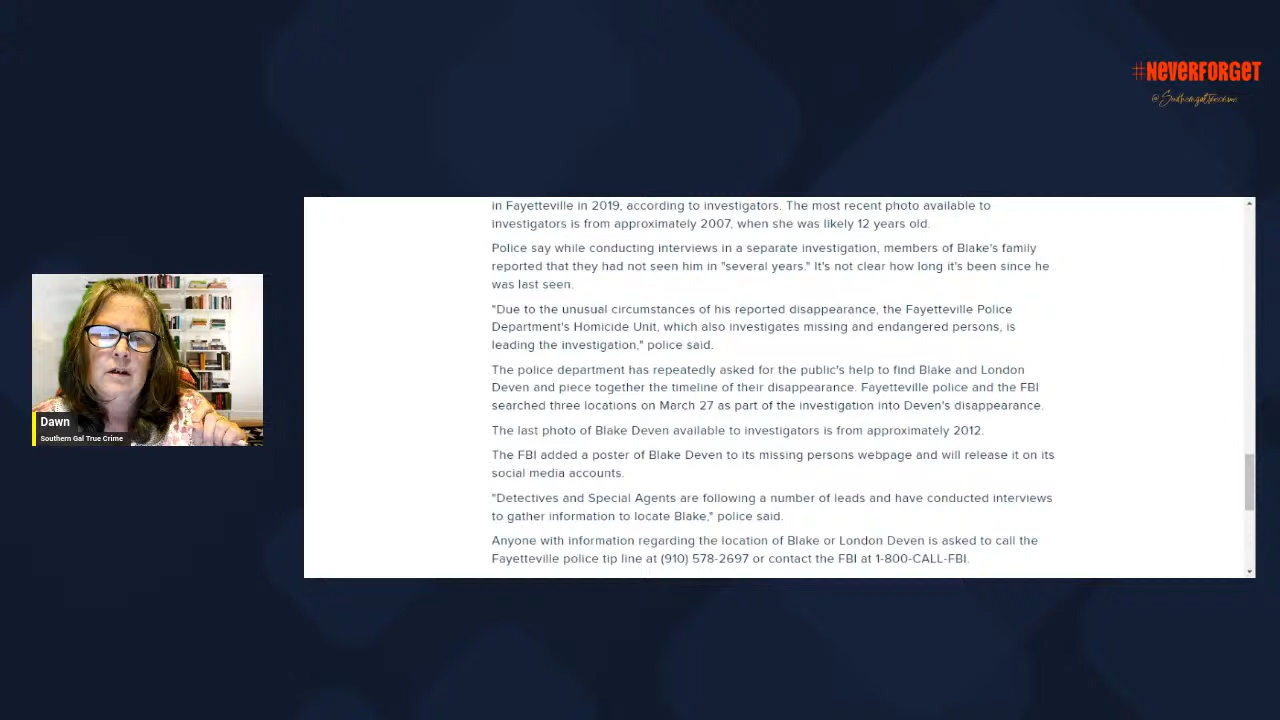 #NEVERFORGET
@Southerngaltruecrime
in Fayetteville in 2019, according to investigators. The most recent photo available to
investigators is from approximately 2007, when she was likely 12 years old.
Police say while conducting interviews in a separate investigation, members of Blake's family
reported that they had not seen him in "several years." It's not clear how long it's been since he
was last seen.
"Due to the unusual circumstances of his reported disappearance, the Fayetteville Police
Department's Homicide Unit, which also investigates missing and endangered persons, is
leading the investigation," police said.
The police department has repeatedly asked for the public's help to find Blake and London
Deven and piece together the timeline of their disappearance. Fayetteville police and the FBI
searched three locations on March 27 as part of the investigation into Deven's disappearance.
The last photo of Blake Deven available to investigators is from approximately 2012.
The FBI added a poster of Blake Deven to its missing persons webpage and will release it on its
social media accounts.
"Detectives and Special Agents are following a number of leads and have conducted interviews
to gather information to locate Blake," police said.
Anyone with information regarding the location of Blake or London Deven is asked to call the
Fayetteville police tip line at (910) 578-2697 or contact the FBI at 1-800-CALL-FBI.
Dawn
Southern Gal True Crime